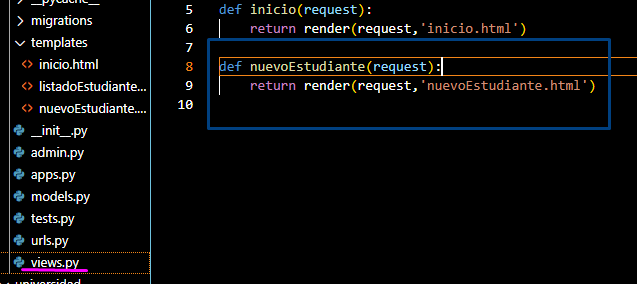 __pycache__
migrations
templates
inicio.html
listadoEstudiante...
nuevoEstudiante....
__init__.py
admin.py
apps.py
models.py
tests.py
urls.py
views.py
universidad
5 def inicio(request):
6 return render(request,'inicio.html')
7
8 def nuevoEstudiante(request):
9 return render(request,'nuevoEstudiante.html')
10